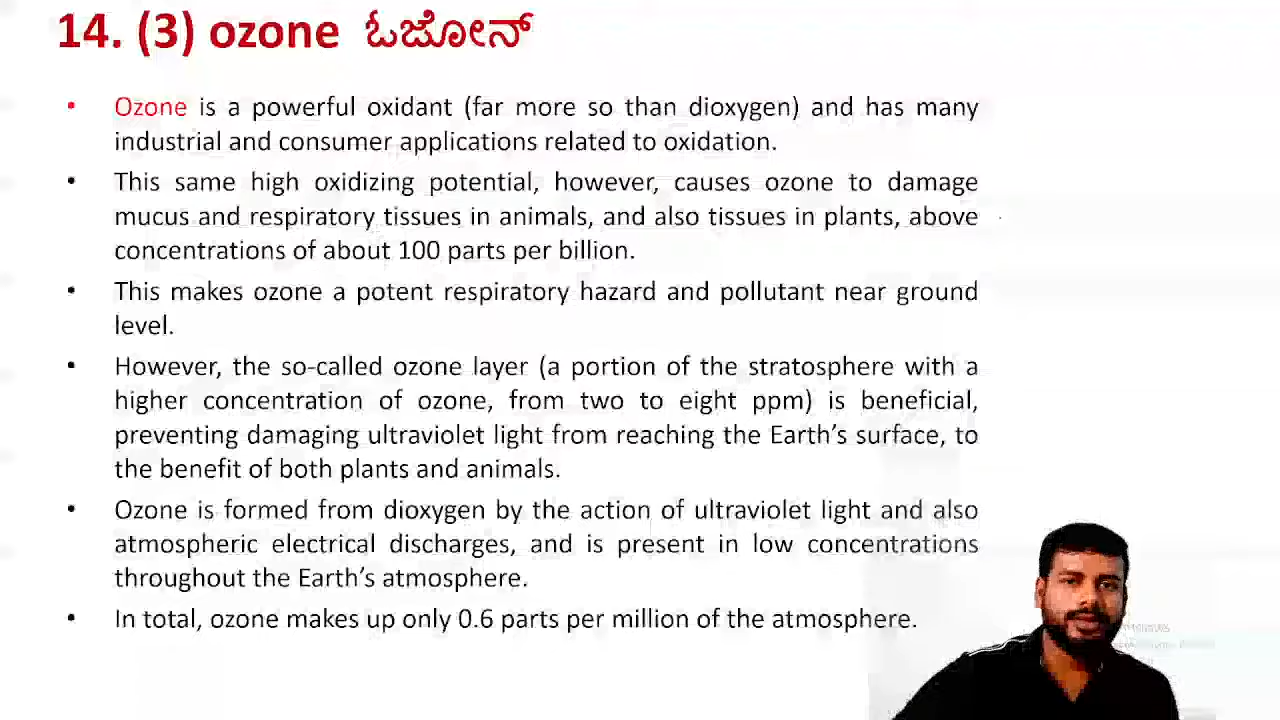 14. (3) ozone ಓಜೋನ್
• Ozone is a powerful oxidant (far more so than dioxygen) and has many
industrial and consumer applications related to oxidation.
• This same high oxidizing potential, however, causes ozone to damage
mucus and respiratory tissues in animals, and also tissues in plants, above
concentrations of about 100 parts per billion.
• This makes ozone a potent respiratory hazard and pollutant near ground
level.
• However, the so-called ozone layer (a portion of the stratosphere with a
higher concentration of ozone, from two to eight ppm) is beneficial,
preventing damaging ultraviolet light from reaching the Earth’s surface, to
the benefit of both plants and animals.
• Ozone is formed from dioxygen by the action of ultraviolet light and also
atmospheric electrical discharges, and is present in low concentrations
throughout the Earth’s atmosphere.
• In total, ozone makes up only 0.6 parts per million of the atmosphere.